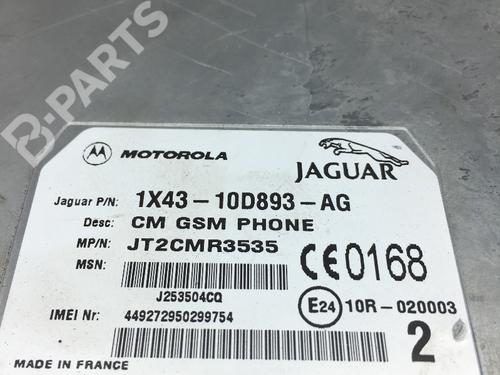 B-PARTS
MOTOROLA
JAGUAR
Jaguar P/N: 1X43-10D893-AG
Desc: CM GSM PHONE
MP/N: JT2CMR3535
MSN:
CE0168
J253504CQ
E24 10R-020003
IMEI Nr: 449272950299754
2
MADE IN FRANCE